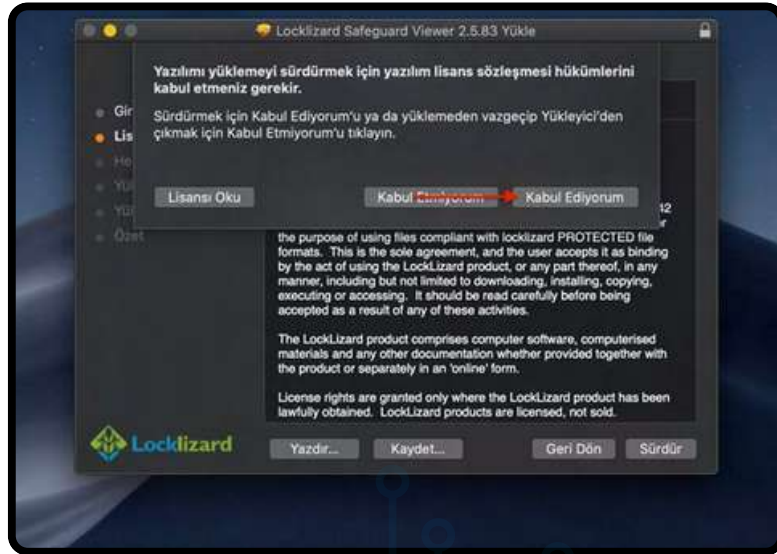 Locklizard Safeguard Viewer 2.5.83 Yükle
Yazılımı yüklemeyi sürdürmek için yazılım lisans sözleşmesi hükümlerini
kabul etmeniz gerekir.
Sürdürmek için Kabul Ediyorum'u ya da yüklemeden vazgeçip Yükleyici'den
çıkmak için Kabul Etmiyorum'u tıklayın.
Gir
Lis
He
Yük
Yü
Özet
Lisansı Oku
Kabul Etmiyorum
Kabul Ediyorum
42
the purpose of using files compliant with locklizard PROTECTED file
formats. This is the sole agreement, and the user accepts it as binding
by the act of using the LockLizard product, or any part thereof, in any
manner, including but not limited to downloading, installing, copying,
executing or accessing. It should be read carefully before being
accepted as a result of any of these activities.
The LockLizard product comprises computer software, computerised
materials and any other documentation whether provided together with
the product or separately in an 'online' form.
License rights are granted only where the LockLizard product has been
lawfully obtained. LockLizard products are licensed, not sold.
Locklizard
Yazdır...
Kaydet...
Geri Dön
Sürdür